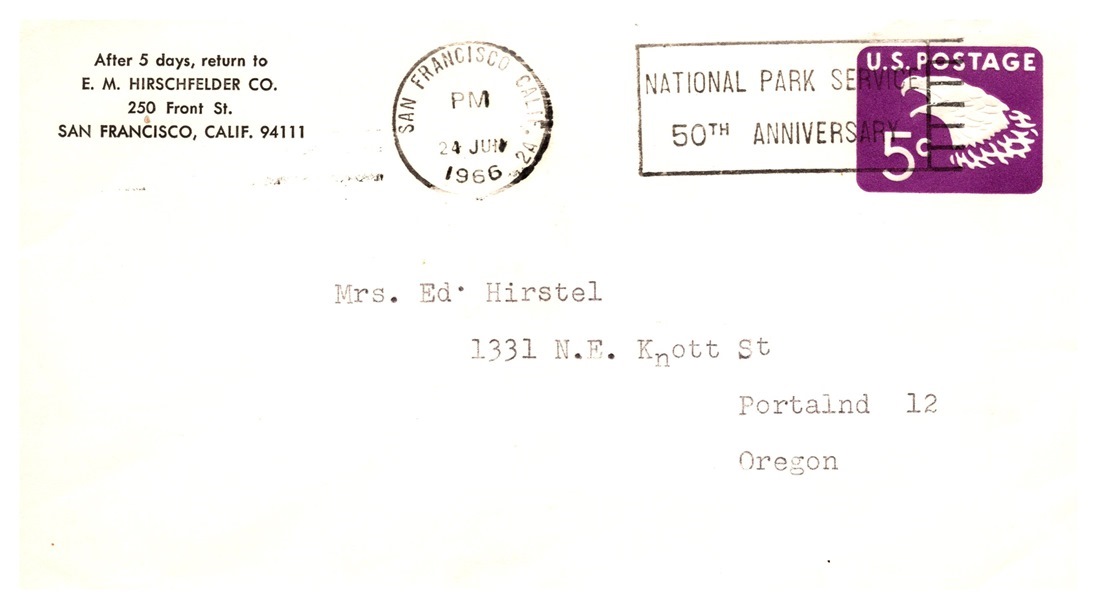 After 5 days, return to
E. M. HIRSCHFELDER CO.
250 Front St.
SAN FRANCISCO, CALIF. 94111
SAN FRANCISCO CALIF. 24
PM
24 JUN
1966
NATIONAL PARK SERVICE
50TH ANNIVERSARY
U.S. POSTAGE
5c
Mrs. Ed. Hirstel
1331 N.E. Knott St
Portalnd 12
Oregon